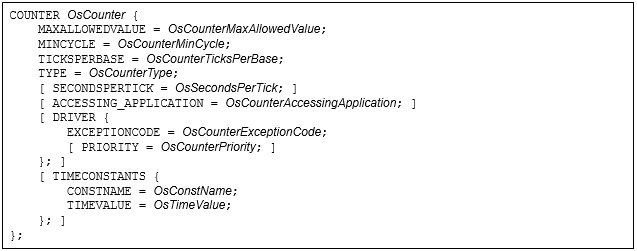 COUNTER OsCounter {
    MAXALLOWEDVALUE = OsCounterMaxAllowedValue;
    MINCYCLE = OsCounterMinCycle;
    TICKSPERBASE = OsCounterTicksPerBase;
    TYPE = OsCounterType;
    [ SECONDSPERTICK = OsSecondsPerTick; ]
    [ ACCESSING_APPLICATION = OsCounterAccessingApplication; ]
    [ DRIVER {
        EXCEPTIONCODE = OsCounterExceptionCode;
        [ PRIORITY = OsCounterPriority; ]
    }; ]
    [ TIMECONSTANTS {
        CONSTNAME = OsConstName;
        TIMEVALUE = OsTimeValue;
    }; ]
};